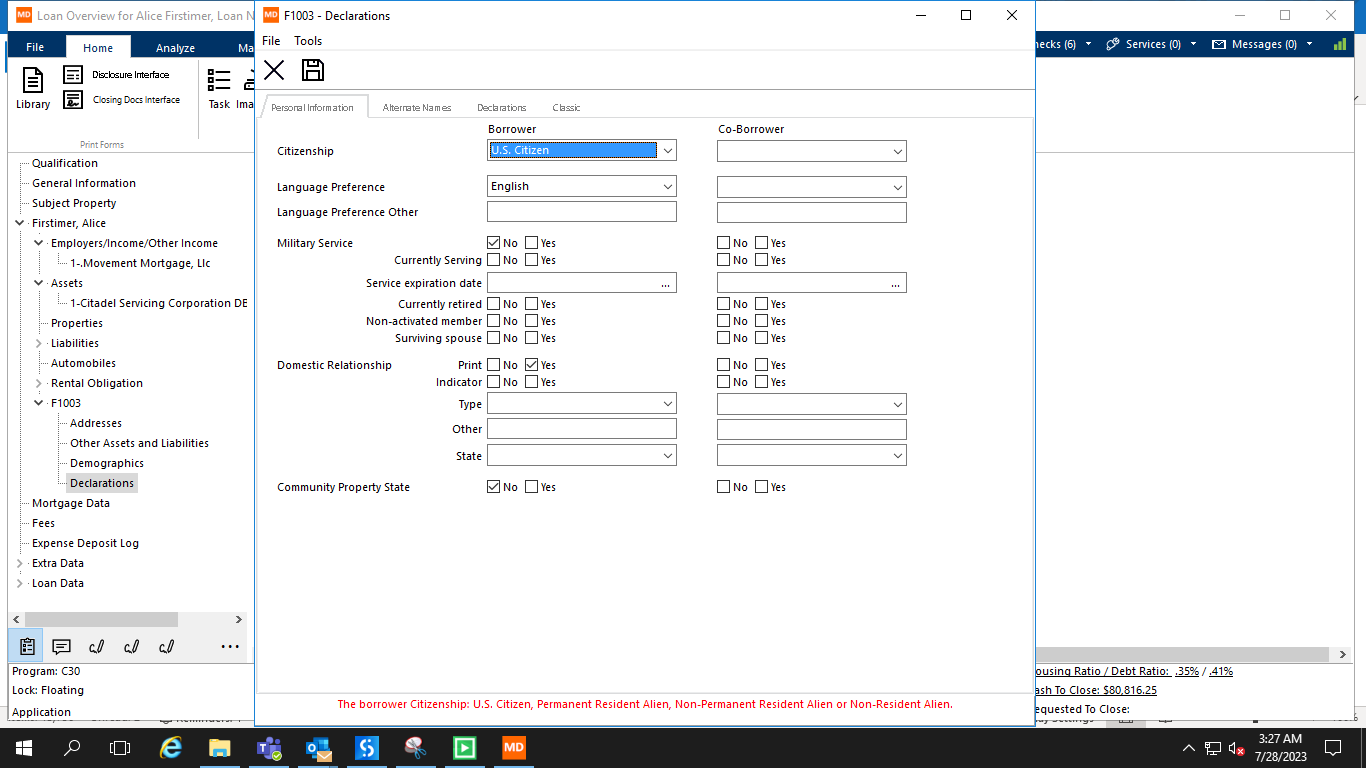 MD Loan Overview for Alice Firstimer, Loan N
MD F1003 - Declarations
File Home Analyze Ma
File Tools
hecks (6) Services (0) Messages (0)
Library
Disclosure Interface
Closing Docs Interface
Task Ima
Print Forms
Personal Information Alternate Names Declarations Classic
Qualification
General Information
Subject Property
Firstimer, Alice
Employers/Income/Other Income
1-.Movement Mortgage, Llc
Assets
1-Citadel Servicing Corporation DE
Properties
Liabilities
Automobiles
Rental Obligation
F1003
Addresses
Other Assets and Liabilities
Demographics
Declarations
Mortgage Data
Fees
Expense Deposit Log
Extra Data
Loan Data
Program: C30
Lock: Floating
Application
Borrower Co-Borrower
Citizenship U.S. Citizen
Language Preference English
Language Preference Other
Military Service No Yes No Yes
Currently Serving No Yes No Yes
Service expiration date ... ...
Currently retired No Yes No Yes
Non-activated member No Yes No Yes
Surviving spouse No Yes No Yes
Domestic Relationship Print No Yes No Yes
Indicator No Yes No Yes
Type
Other
State
Community Property State No Yes No Yes
The borrower Citizenship: U.S. Citizen, Permanent Resident Alien, Non-Permanent Resident Alien or Non-Resident Alien.
ousing Ratio / Debt Ratio: .35% / .41%
ash To Close: $80,816.25
equested To Close:
MD
3:27 AM
7/28/2023